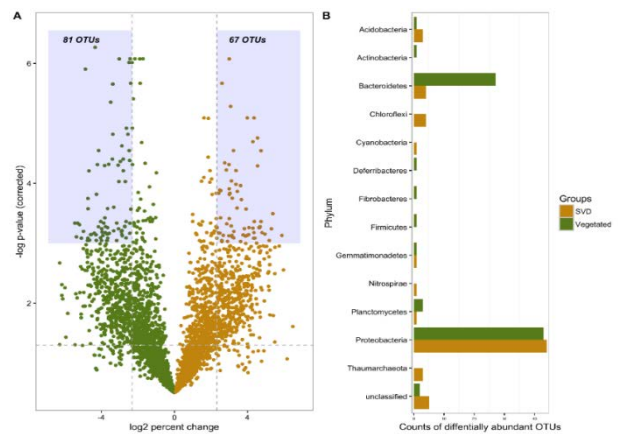 A
81 OTUs
67 OTUs
6
4
2
-log p-value (corrected)
-4
0
4
log2 percent change
B
Acidobacteria
Actinobacteria
Bacteroidetes
Chloroflexi
Cyanobacteria
Deferribacteres
Fibrobacteres
Firmicutes
Gemmatimonadetes
Nitrospirae
Planctomycetes
Proteobacteria
Thaumarchaeota
unclassified
Phylum
Counts of diffentially abundant OTUs
Groups
SVD
Vegetated